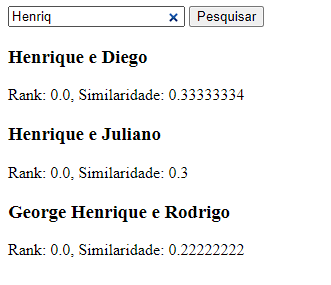 Henriq Pesquisar
Henrique e Diego
Rank: 0.0, Similaridade: 0.33333334
Henrique e Juliano
Rank: 0.0, Similaridade: 0.3
George Henrique e Rodrigo
Rank: 0.0, Similaridade: 0.22222222